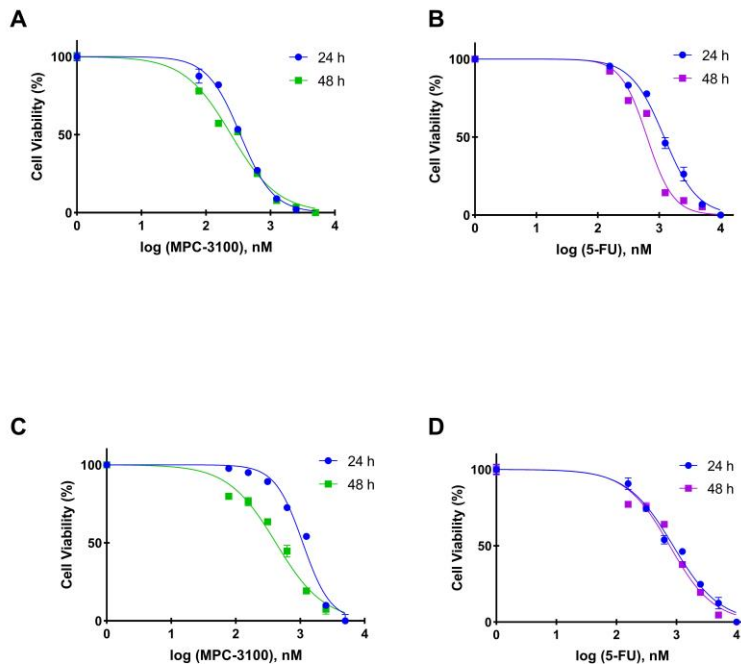 A
Cell Viability (%)
100
50
0
0 1 2 3 4
log (MPC-3100), nM
24 h
48 h
B
Cell Viability (%)
100
50
0
0 1 2 3 4
log (5-FU), nM
24 h
48 h
C
Cell Viability (%)
100
50
0
0 1 2 3 4
log (MPC-3100), nM
24 h
48 h
D
Cell Viability (%)
100
50
0
0 1 2 3 4
log (5-FU), nM
24 h
48 h